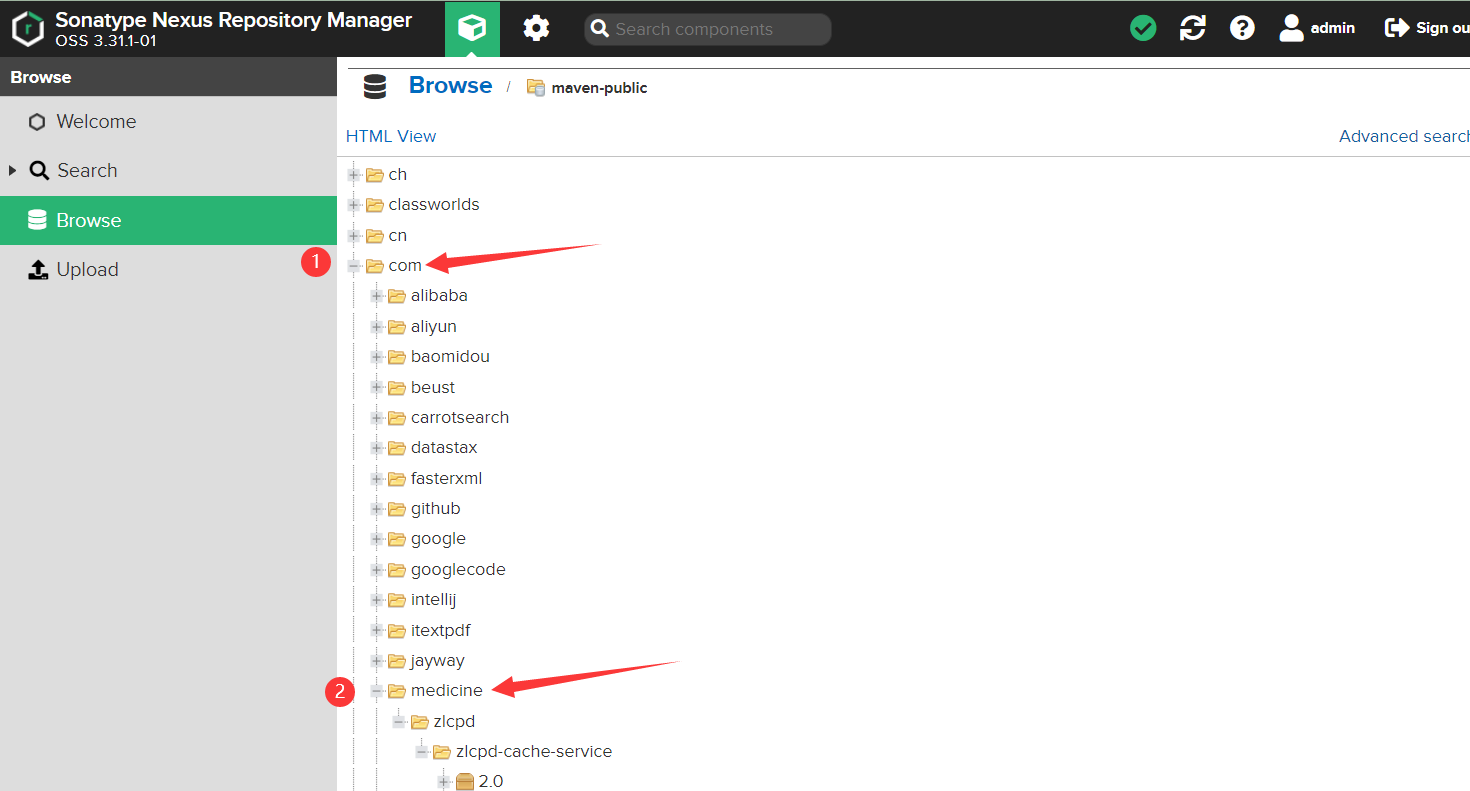 Sonatype Nexus Repository Manager
OSS 3.31.1-01
Search components
admin
Sign ou
Browse
Browse / maven-public
Welcome
HTML View
Advanced search
Search
ch
classworlds
Browse
cn
1
com
Upload
alibaba
aliyun
baomidou
beust
carrotsearch
datastax
fasterxml
github
google
googlecode
intellij
itextpdf
jayway
2
medicine
zlcpd
zlcpd-cache-service
2.0